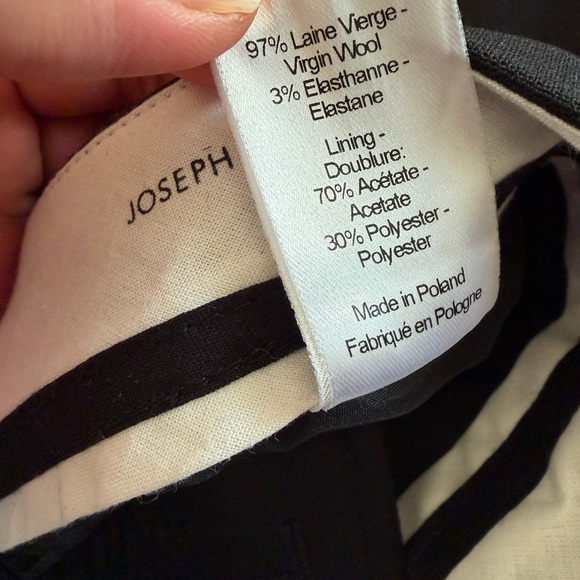 97% Laine Vierge -
Virgin Wool
3% Elasthanne -
Elastane
Lining -
Doublure:
70% Acétate -
Acetate
30% Polyester -
Polyester
Made in Poland
Fabriqué en Pologne
JOSEPH